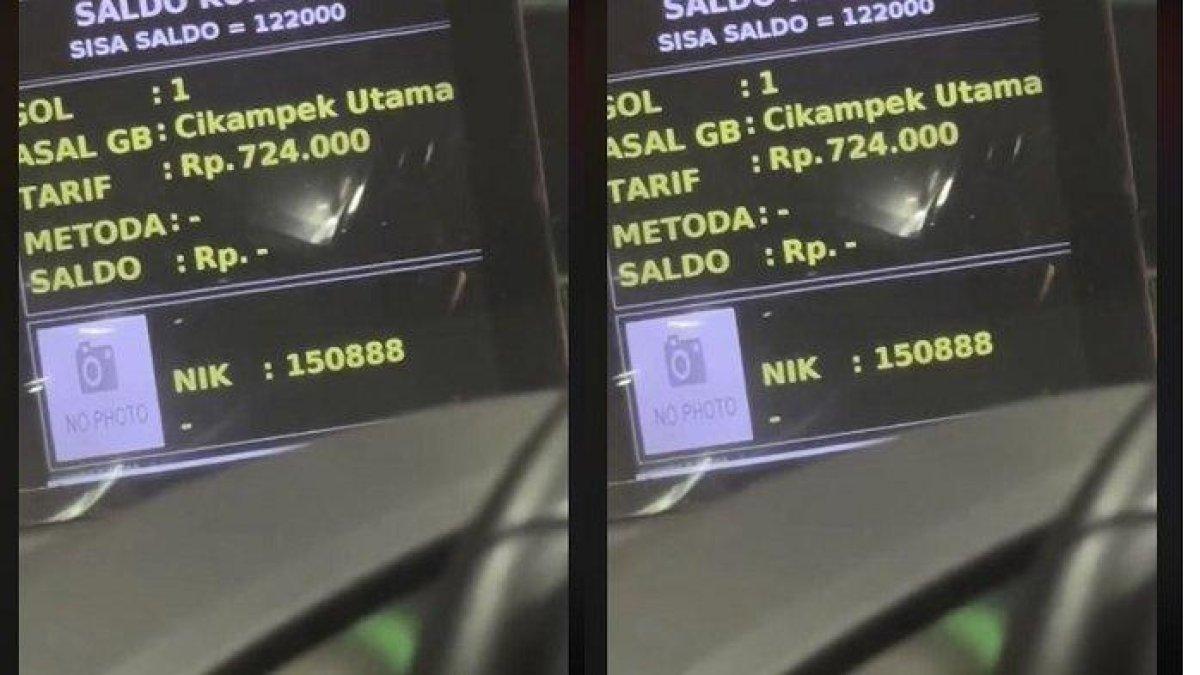 SALDO
SISA SALDO = 122000
GOL : 1
ASAL GB : Cikampek Utama
TARIF : Rp. 724.000
METODA : -
SALDO : Rp. -
NO PHOTO
-
NIK : 150888
-
SALDO
SISA SALDO = 122000
GOL : 1
ASAL GB : Cikampek Utama
TARIF : Rp. 724.000
METODA : -
SALDO : Rp. -
NO PHOTO
-
NIK : 150888
-